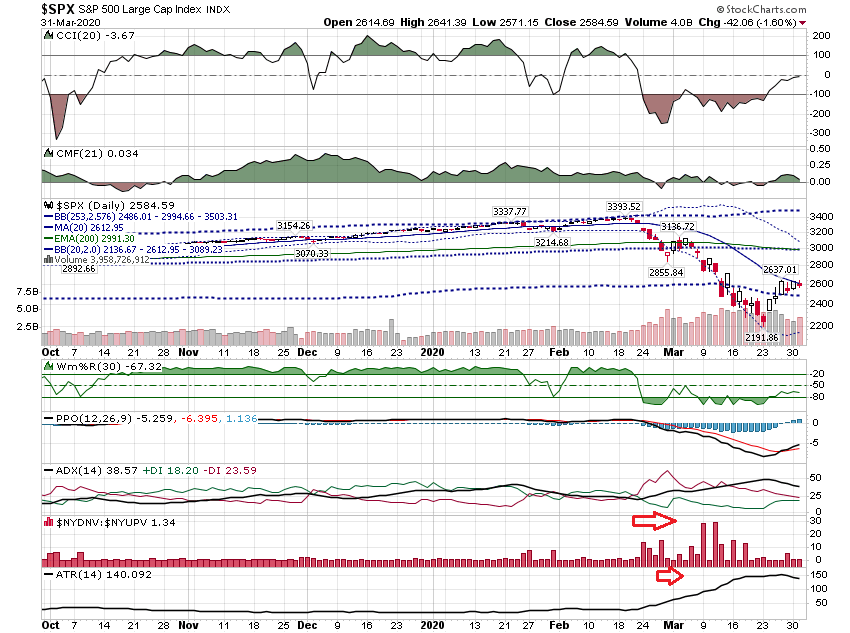 $SPX S&P 500 Large Cap Index INDX © StockCharts.com
31-Mar-2020 Open 2614.69 High 2641.39 Low 2571.15 Close 2584.59 Volume 4.0B Chg -42.06 (-1.60%)
CCI(20) -3.67
200
100
0
-100
-200
-300
CMF(21) 0.034
0.50
0.25
0.00
$SPX (Daily) 2584.59
BB(253,2.576) 2486.01 - 2994.66 - 3503.31
MA(20) 2612.95
EMA(200) 2991.30
BB(20,2.0) 2136.67 - 2612.95 - 3089.23
Volume 3,958,726,912
2892.66
3154.26
3070.33
3337.77
3214.68
3393.52
3136.72
2855.84
2637.01
2191.86
3400
3200
3000
2800
2600
2400
2200
7.5B
5.0B
2.5B
Oct 7 14 21 28 Nov 11 18 25 Dec 9 16 23 2020 13 21 27 Feb 10 18 24 Mar 9 16 23 30
Wm%R(30) -67.32
-20
-50
-80
PPO(12,26,9) -5.259, -6.395, 1.136
0
-5
ADX(14) 38.57 +DI 18.20 -DI 23.59
50
25
0
$NYDNV:$NYUPV 1.34
30
20
10
0
ATR(14) 140.092
150
100
50
Oct 7 14 21 28 Nov 11 18 25 Dec 9 16 23 2020 13 21 27 Feb 10 18 24 Mar 9 16 23 30